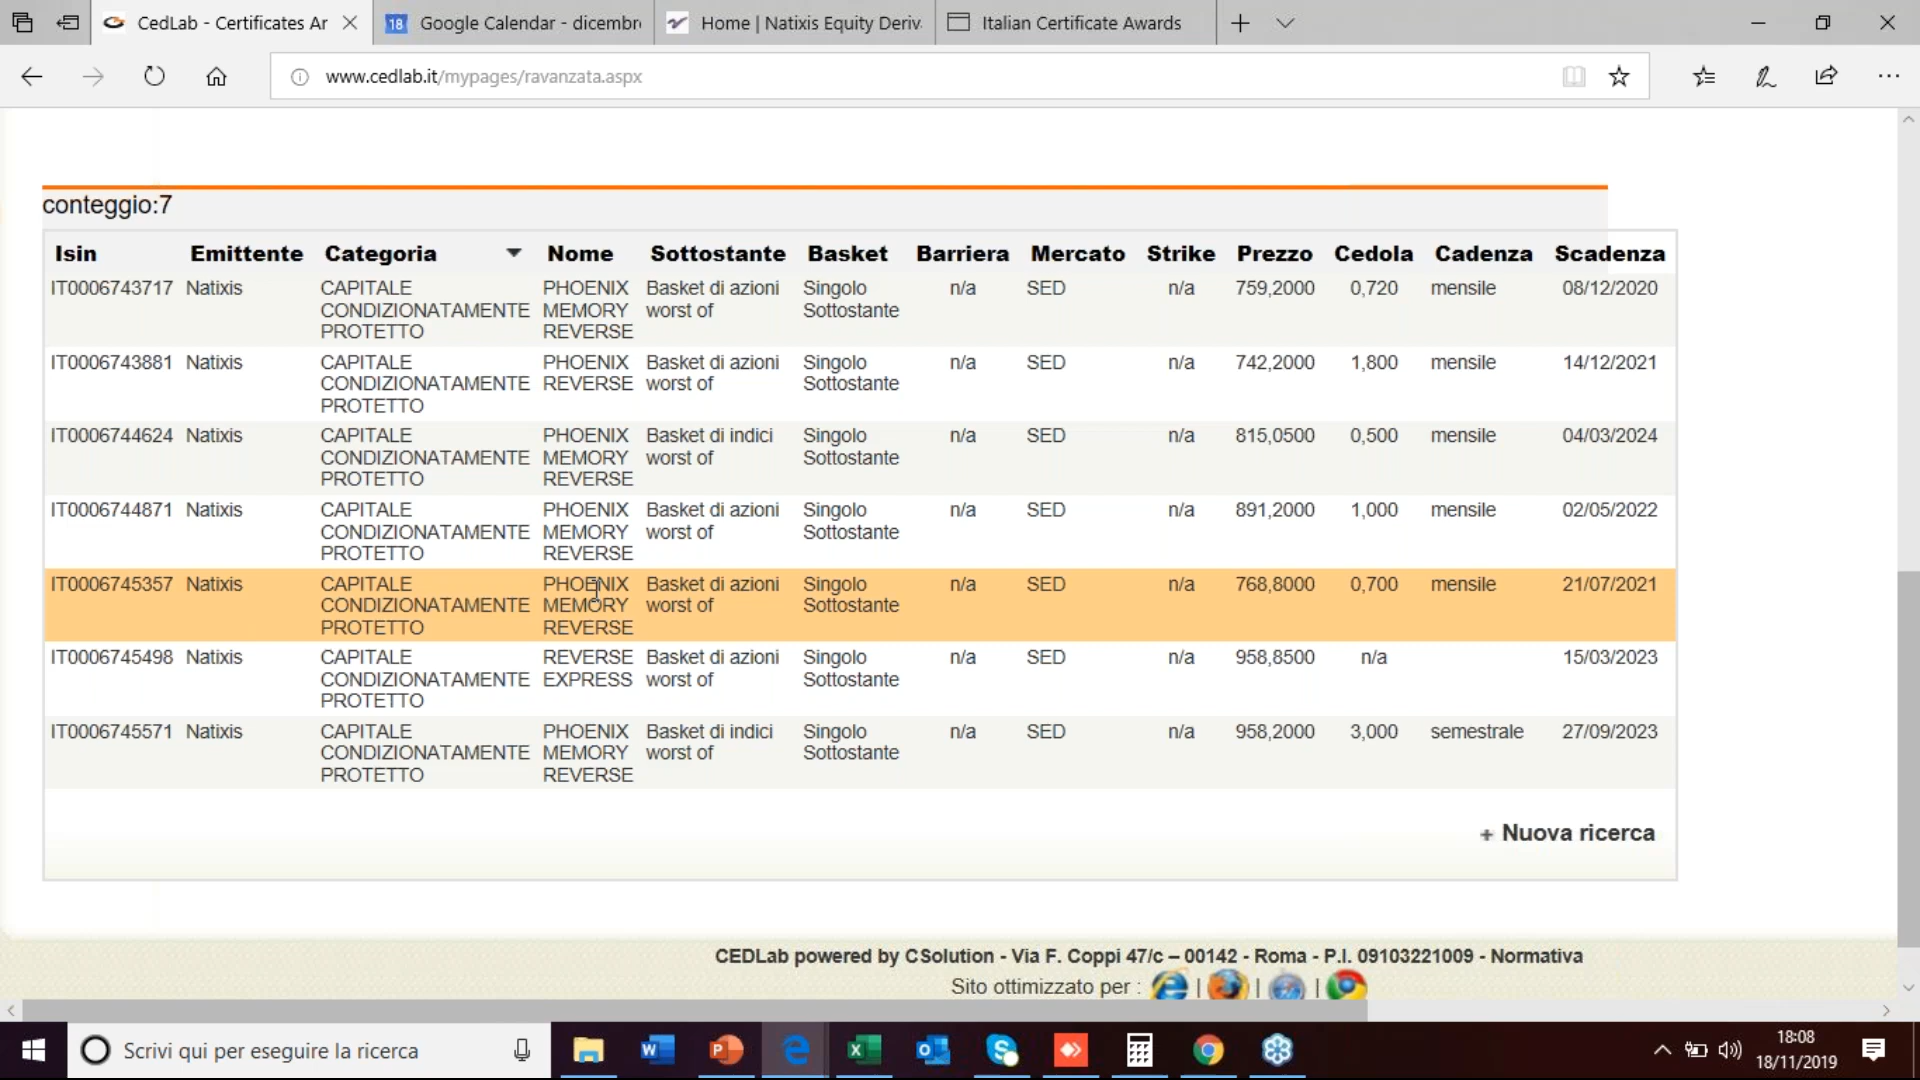 CedLab - Certificates Ar
18 Google Calendar - dicembre
Home | Natixis Equity Deriv
Italian Certificate Awards
www.cedlab.it/mypages/ravanzata.aspx
conteggio:7
Isin Emittente Categoria Nome Sottostante Basket Barriera Mercato Strike Prezzo Cedola Cadenza Scadenza
IT0006743717 Natixis CAPITALE PHOENIX Basket di azioni Singolo n/a SED n/a 759,2000 0,720 mensile 08/12/2020
CONDIZIONATAMENTE MEMORY worst of Sottostante
PROTETTO REVERSE
IT0006743881 Natixis CAPITALE PHOENIX Basket di azioni Singolo n/a SED n/a 742,2000 1,800 mensile 14/12/2021
CONDIZIONATAMENTE REVERSE worst of Sottostante
PROTETTO
IT0006744624 Natixis CAPITALE PHOENIX Basket di indici Singolo n/a SED n/a 815,0500 0,500 mensile 04/03/2024
CONDIZIONATAMENTE MEMORY worst of Sottostante
PROTETTO REVERSE
IT0006744871 Natixis CAPITALE PHOENIX Basket di azioni Singolo n/a SED n/a 891,2000 1,000 mensile 02/05/2022
CONDIZIONATAMENTE MEMORY worst of Sottostante
PROTETTO REVERSE
IT0006745357 Natixis CAPITALE PHOENIX Basket di azioni Singolo n/a SED n/a 768,8000 0,700 mensile 21/07/2021
CONDIZIONATAMENTE MEMORY worst of Sottostante
PROTETTO REVERSE
IT0006745498 Natixis CAPITALE REVERSE Basket di azioni Singolo n/a SED n/a 958,8500 n/a 15/03/2023
CONDIZIONATAMENTE EXPRESS worst of Sottostante
PROTETTO
IT0006745571 Natixis CAPITALE PHOENIX Basket di indici Singolo n/a SED n/a 958,2000 3,000 semestrale 27/09/2023
CONDIZIONATAMENTE MEMORY worst of Sottostante
PROTETTO REVERSE
+ Nuova ricerca
CEDLab powered by CSolution - Via F. Coppi 47/c – 00142 - Roma - P.I. 09103221009 - Normativa
Sito ottimizzato per : | | |
Scrivi qui per eseguire la ricerca
18:08
18/11/2019